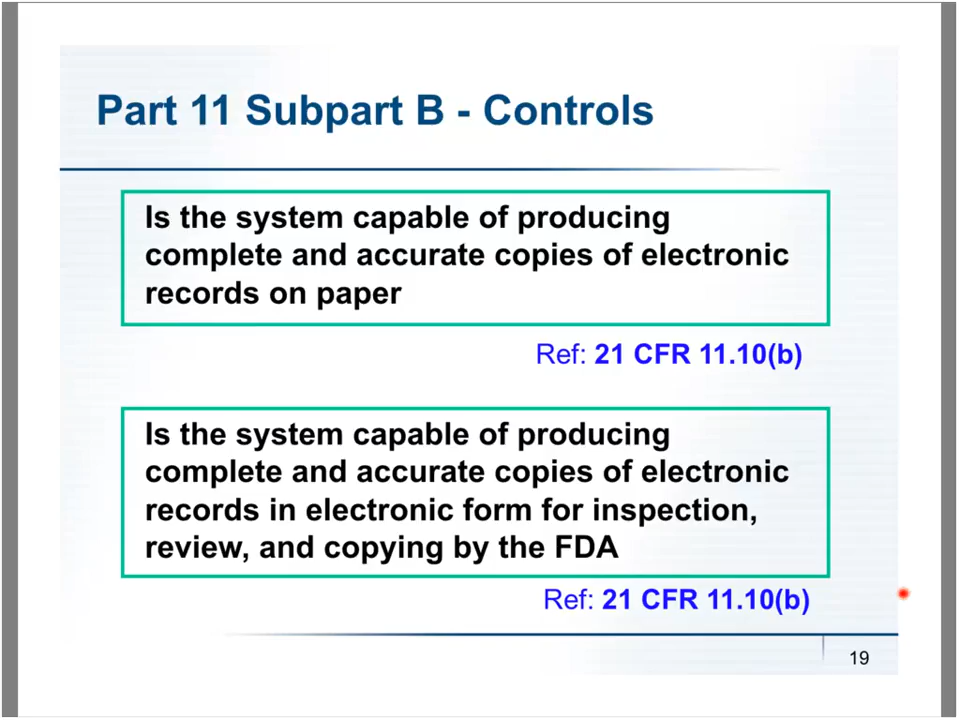 Part 11 Subpart B - Controls
Is the system capable of producing
complete and accurate copies of electronic
records on paper
Ref: 21 CFR 11.10(b)
Is the system capable of producing
complete and accurate copies of electronic
records in electronic form for inspection,
review, and copying by the FDA
Ref: 21 CFR 11.10(b)
19